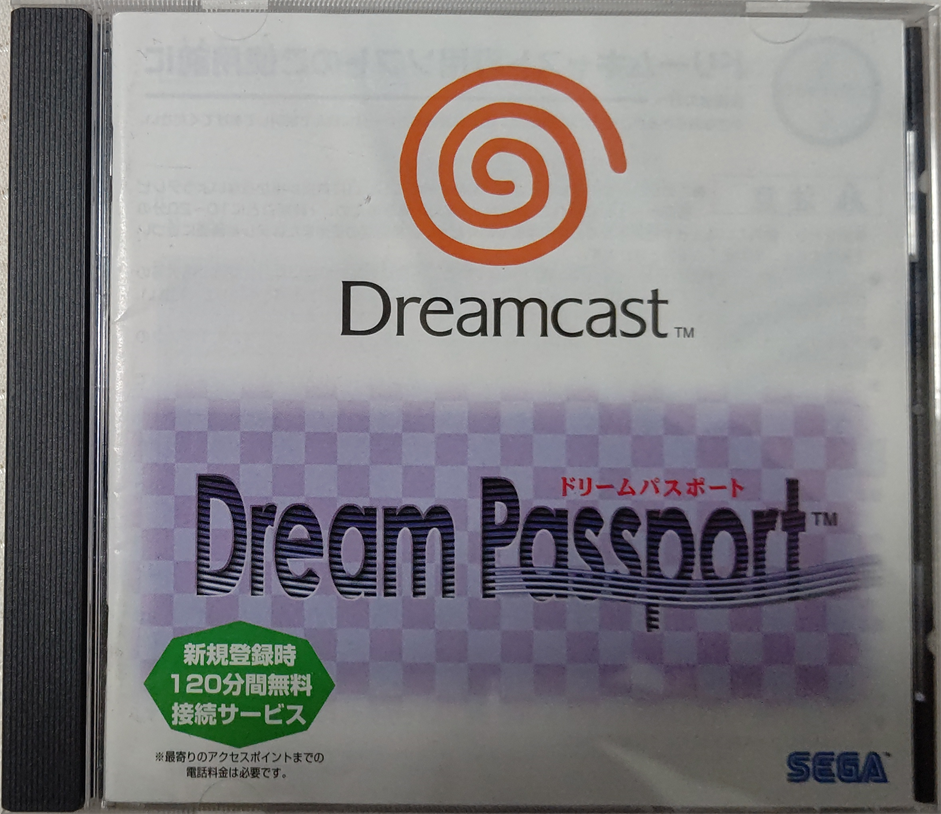 Dreamcast™
ドリームパスポート
Dream Passport™
新規登録時
120分間無料
接続サービス
※最寄りのアクセスポイントまでの
電話料金は必要です。
SEGA™